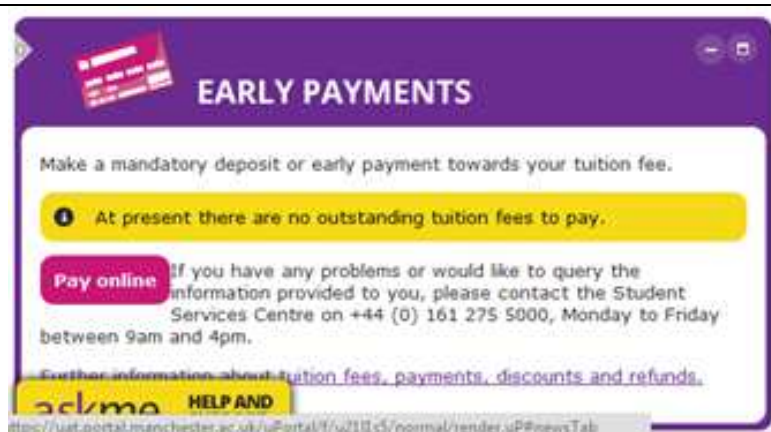 EARLY PAYMENTS
Make a mandatory deposit or early payment towards your tuition fee.
At present there are no outstanding tuition fees to pay.
Pay online
If you have any problems or would like to query the
information provided to you, please contact the Student
Services Centre on +44 (0) 161 275 5000, Monday to Friday
between 9am and 4pm.
Further information about tuition fees, payments, discounts and refunds.
askme HELP AND